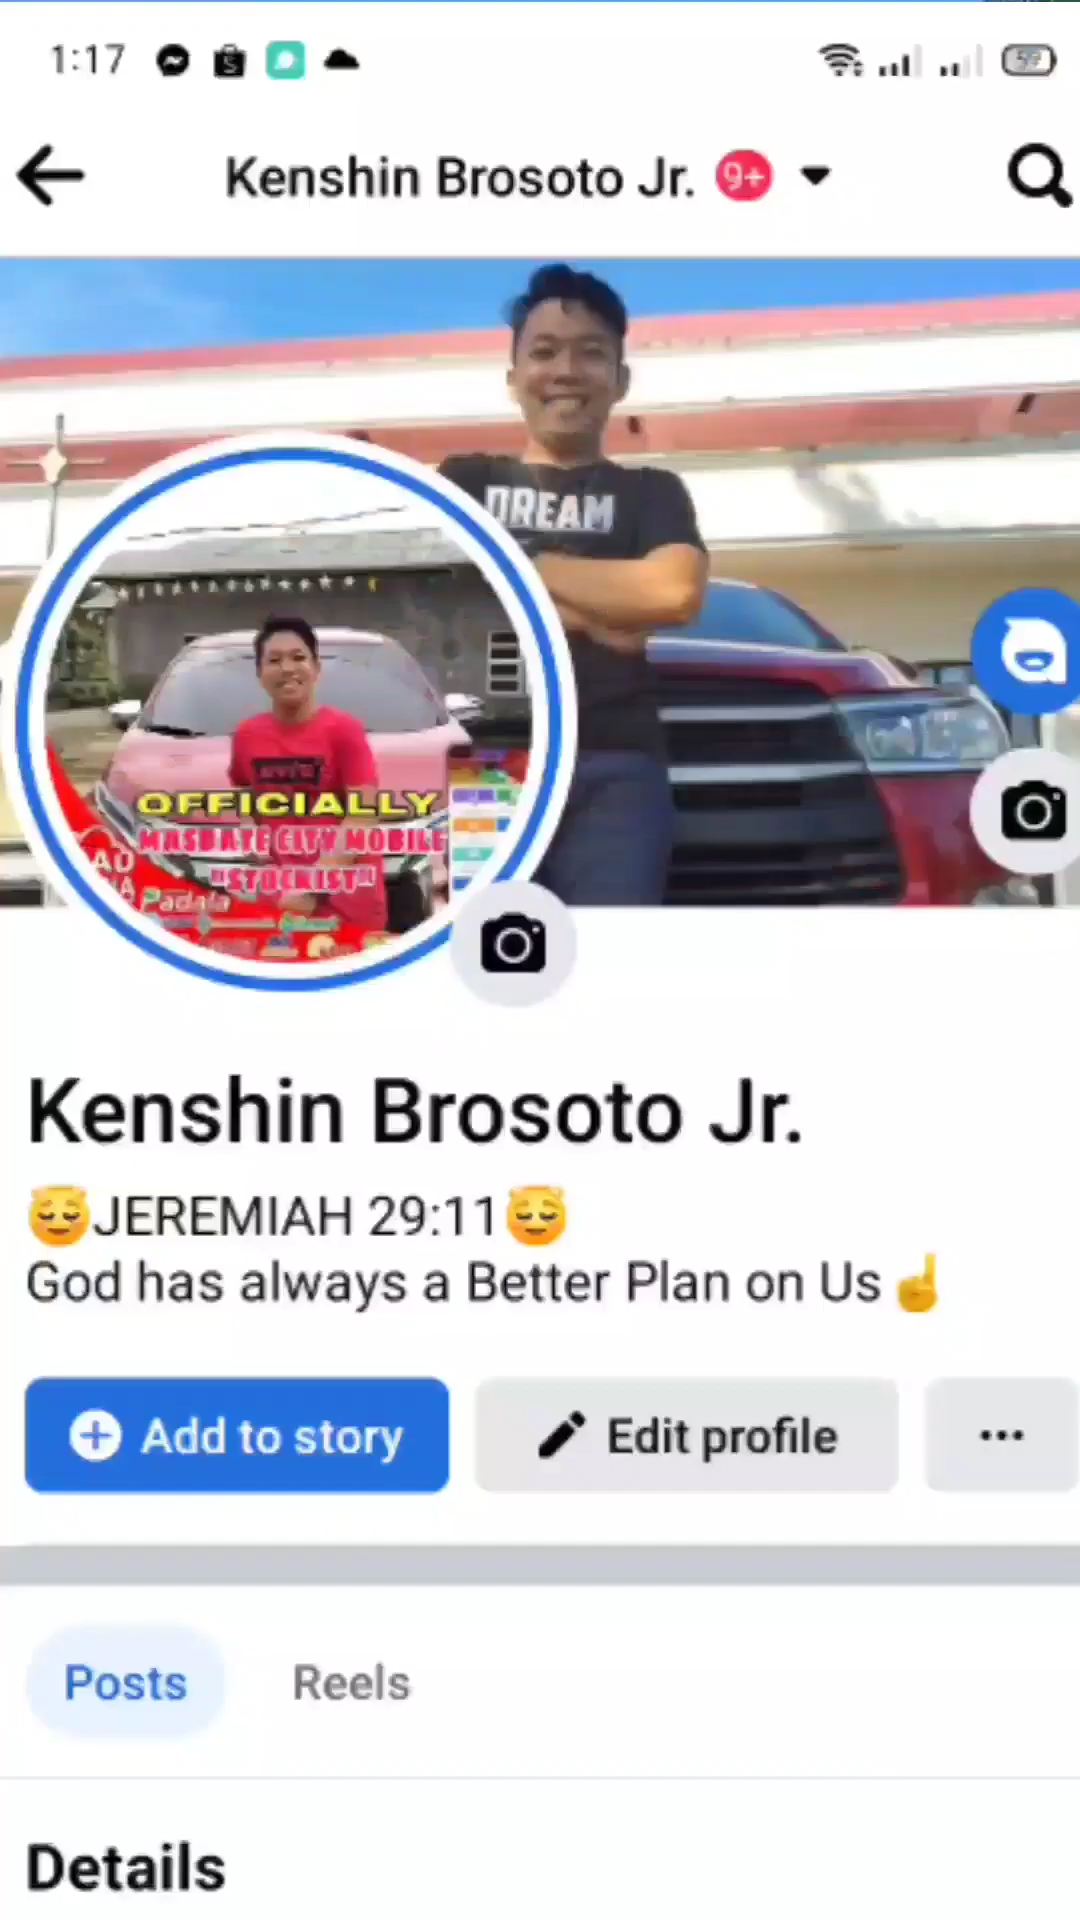 1:17
57
Kenshin Brosoto Jr. 9+
DREAM
OFFICIALLY
MASBATE CITY MOBILE
"STOCKIST"
Padala
Kenshin Brosoto Jr.
😇JEREMIAH 29:11😇
God has always a Better Plan on Us☝️
Add to story
Edit profile
Posts
Reels
Details